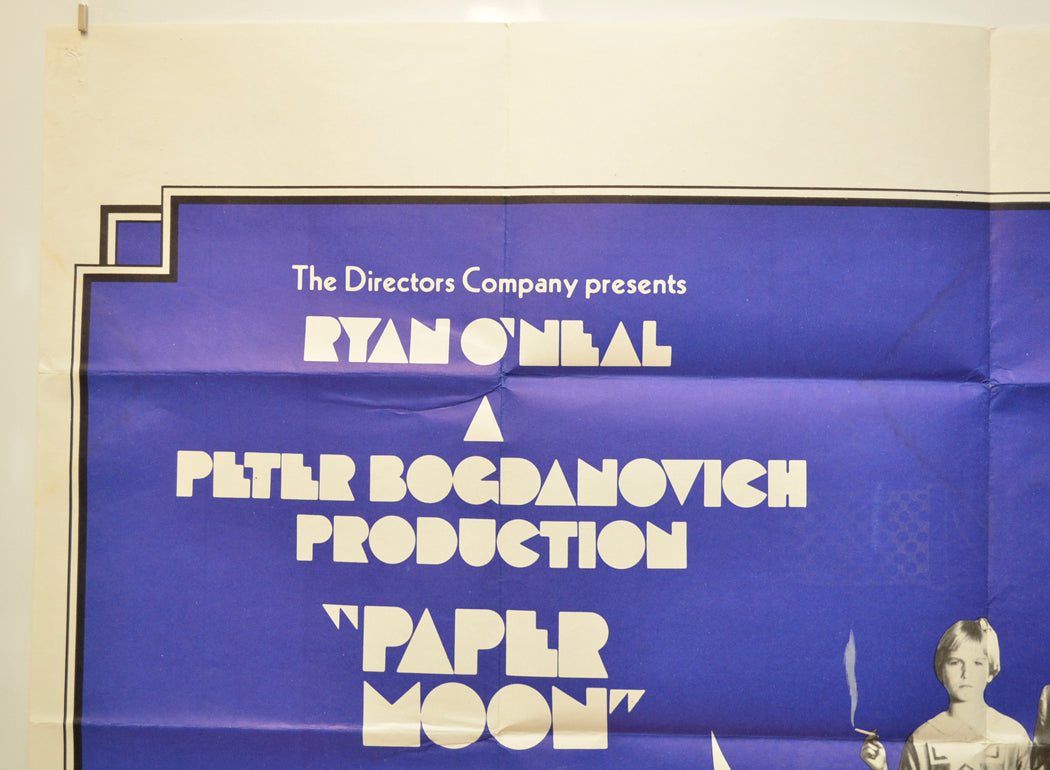 The Directors Company presents
RYAN O'NEAL
A
PETER BOGDANOVICH
PRODUCTION
"PAPER
MOON"